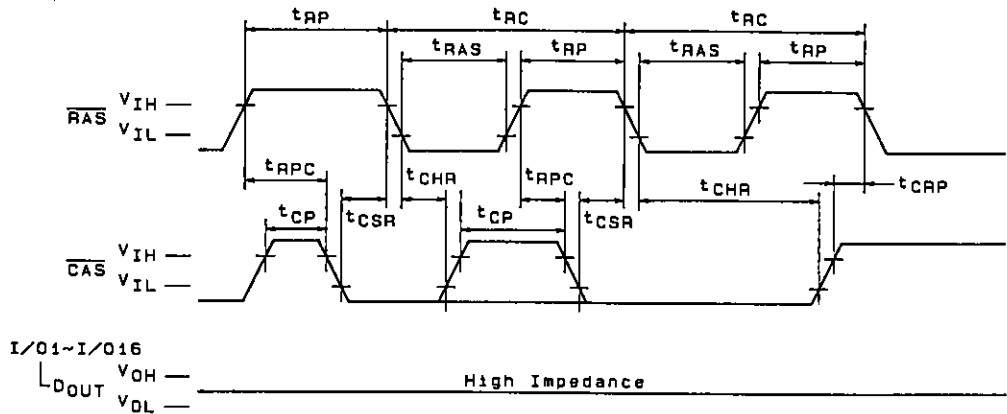 tRP tRC tRC
tRAS tRP tRAS tRP
RAS VIH
VIL
tRPC tCHR tRPC tCHR tCRP
tCP tCSR tCP tCSR
CAS VIH
VIL
I/O1~I/O16
DOUT VOH
High Impedance
VOL